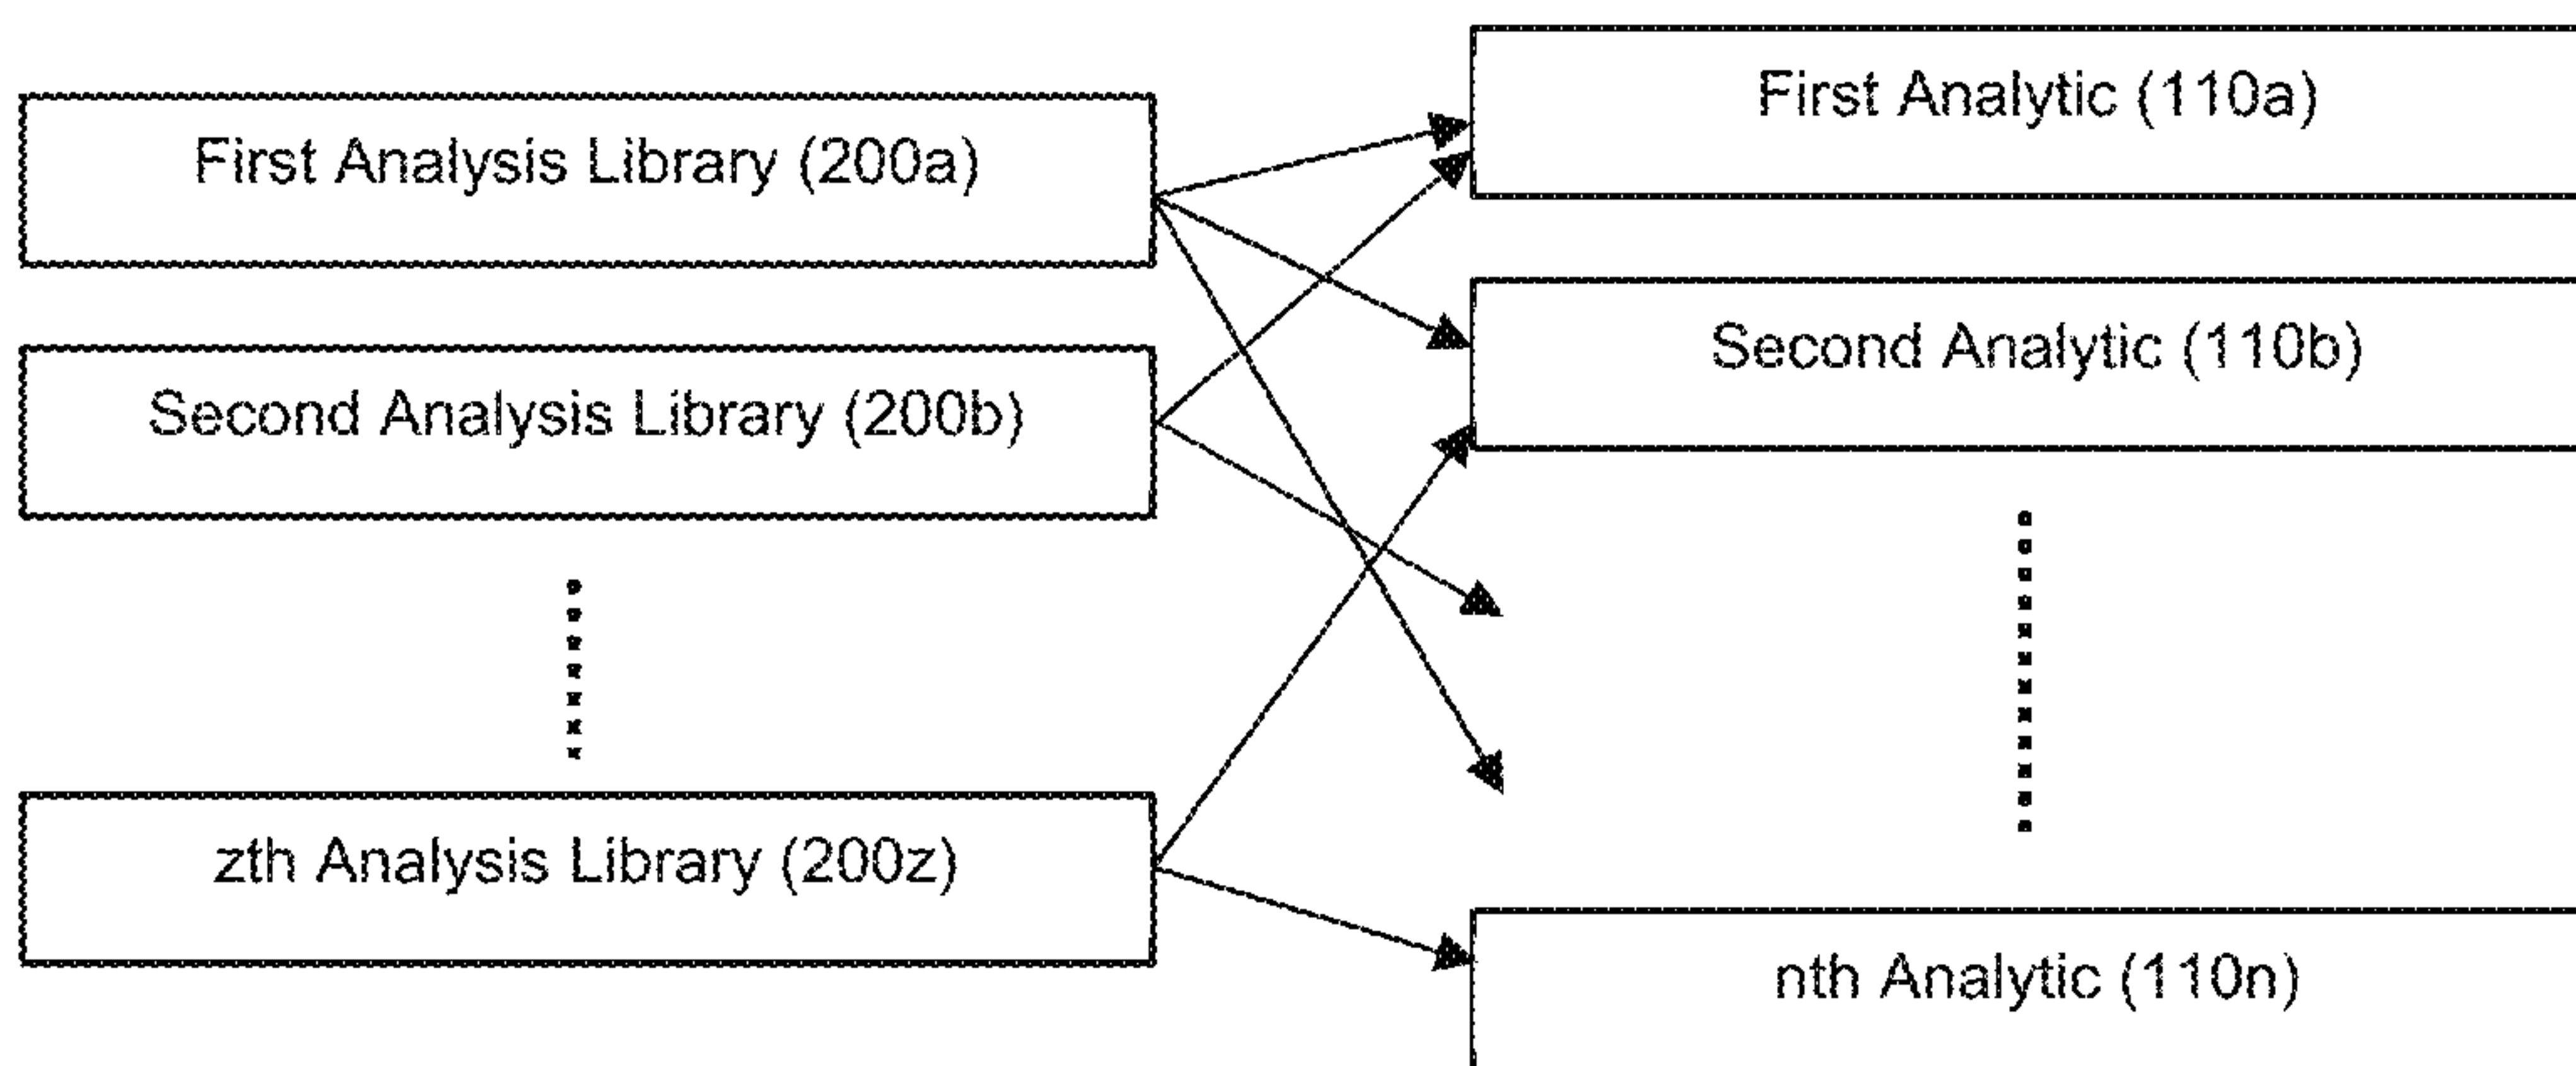 First Analysis Library (200a)
Second Analysis Library (200b)
zth Analysis Library (200z)
First Analytic (110a)
Second Analytic (110b)
nth Analytic (110n)